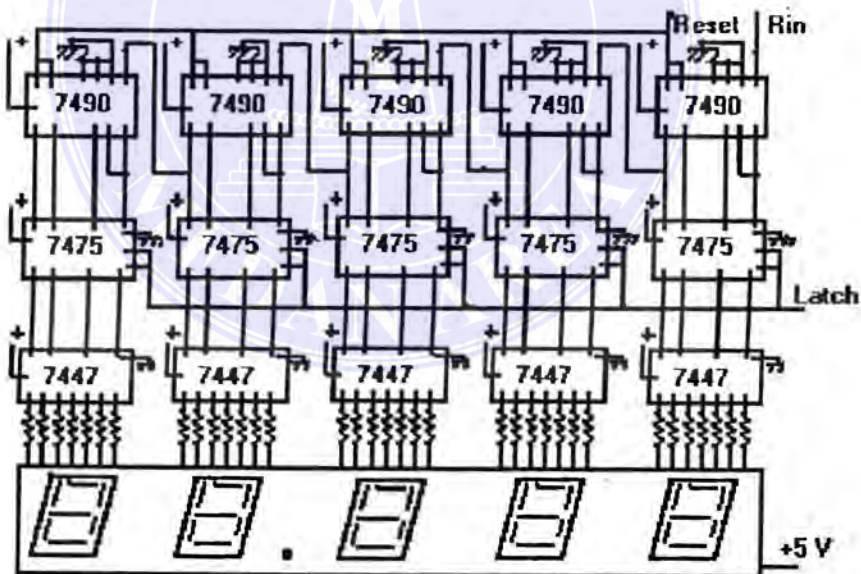 Reset Rin
+ + + + +
7490 7490 7490 7490 7490
+ + + + +
7475 7475 7475 7475 7475
Latch
+ + + + +
7447 7447 7447 7447 7447
+5 V